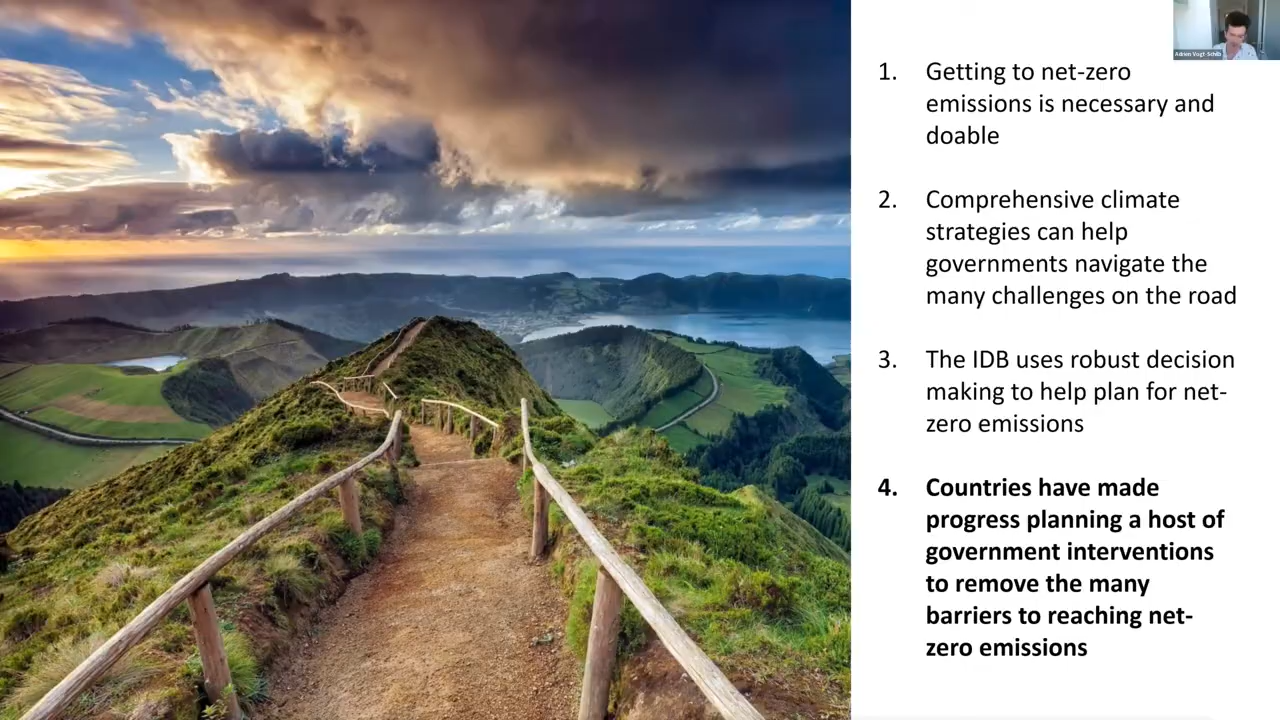 Adrien Vogt-Schilb
1. Getting to net-zero
emissions is necessary and
doable
2. Comprehensive climate
strategies can help
governments navigate the
many challenges on the road
3. The IDB uses robust decision
making to help plan for net-
zero emissions
4. Countries have made
progress planning a host of
government interventions
to remove the many
barriers to reaching net-
zero emissions